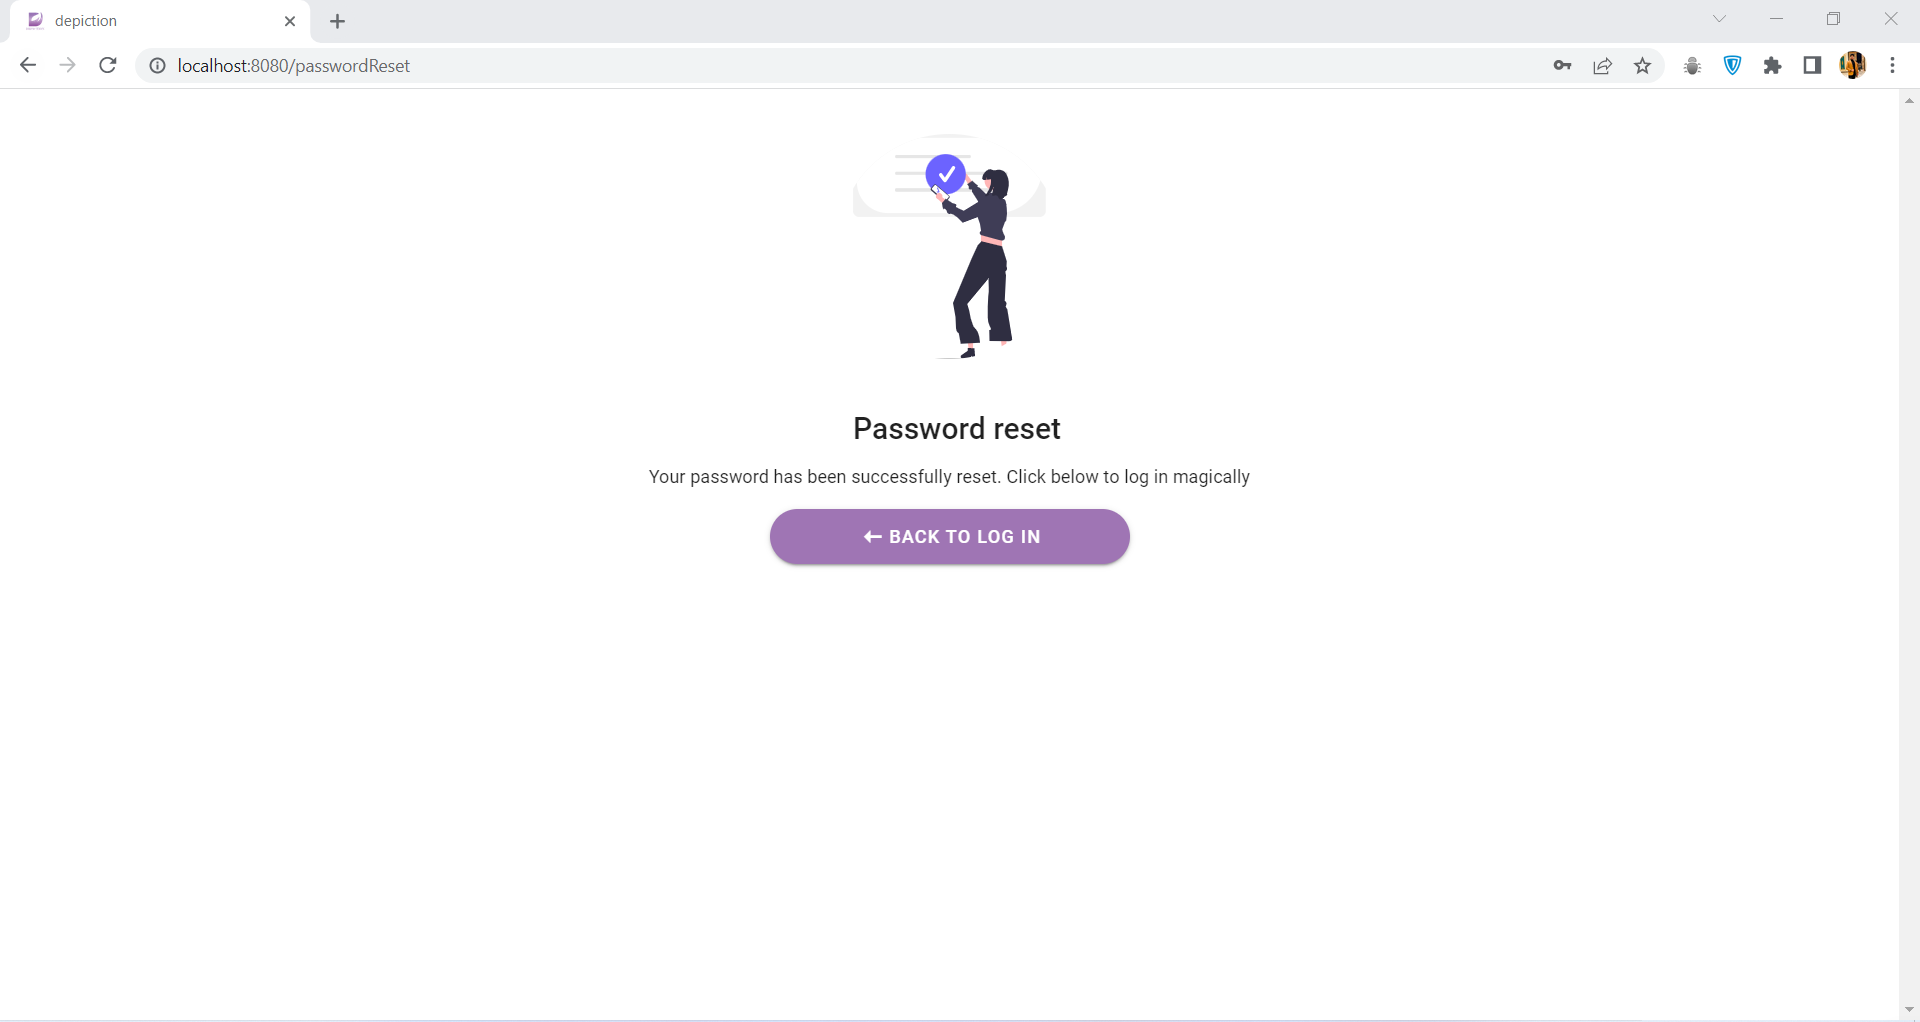 depiction
localhost:8080/passwordReset
Password reset
Your password has been successfully reset. Click below to log in magically
BACK TO LOG IN